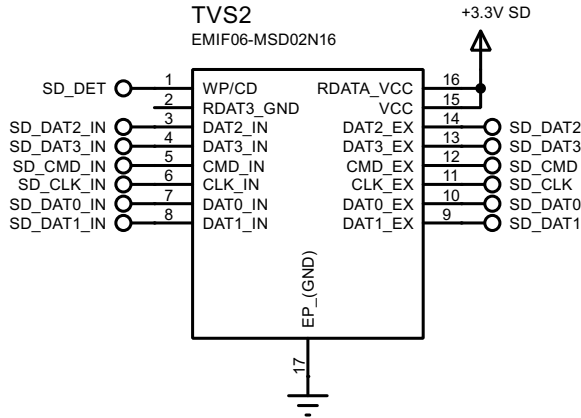 TVS2
EMIF06-MSD02N16
+3.3V SD
SD_DET 1 WP/CD RDATA_VCC 16
2 RDAT3_GND VCC 15
SD_DAT2_IN 3 DAT2_IN DAT2_EX 14 SD_DAT2
SD_DAT3_IN 4 DAT3_IN DAT3_EX 13 SD_DAT3
SD_CMD_IN 5 CMD_IN CMD_EX 12 SD_CMD
SD_CLK_IN 6 CLK_IN CLK_EX 11 SD_CLK
SD_DAT0_IN 7 DAT0_IN DAT0_EX 10 SD_DAT0
SD_DAT1_IN 8 DAT1_IN DAT1_EX 9 SD_DAT1
EP_(GND)
17